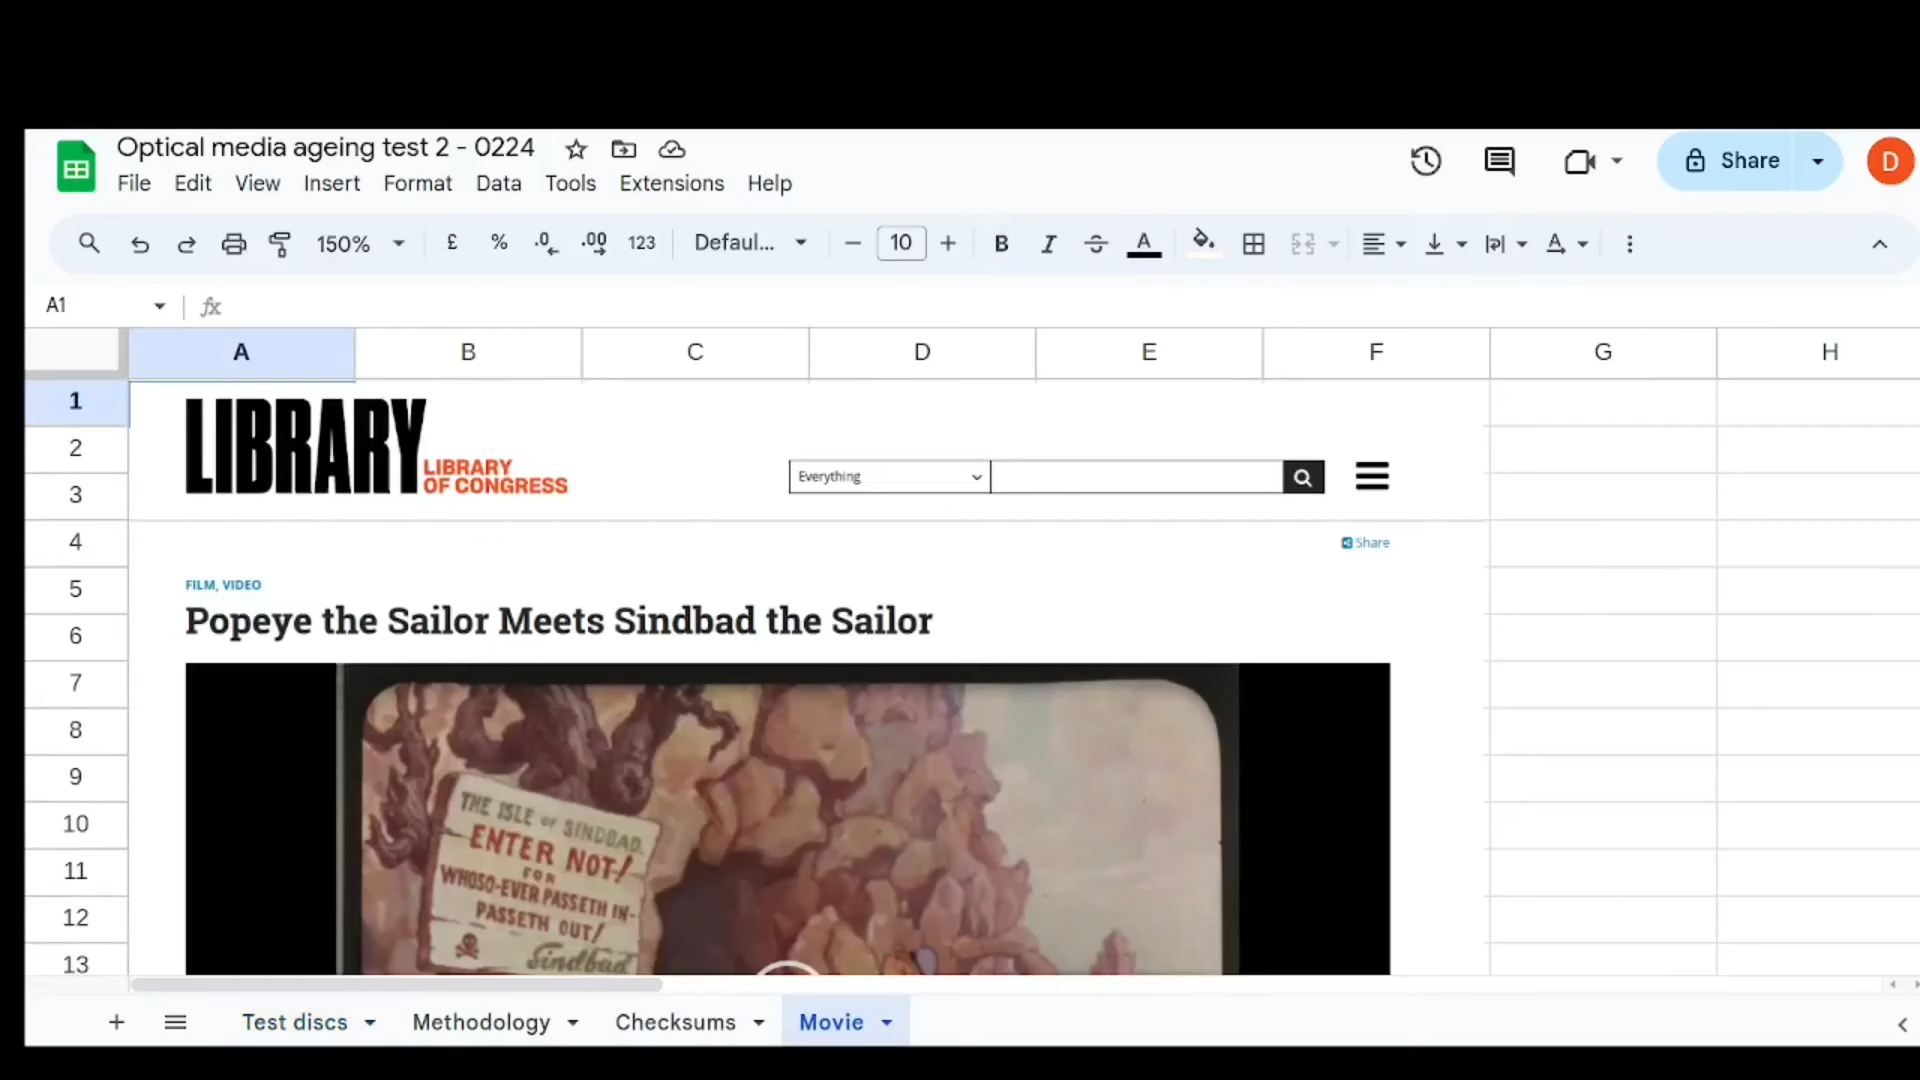 Optical media ageing test 2 - 0224
File Edit View Insert Format Data Tools Extensions Help
Share
D
150% £ % .0 .00 123 Defaul... 10 B I A A
A1 fx
A B C D E F G H
1
LIBRARY
LIBRARY
OF CONGRESS
2
Everything
3
4
Share
5
FILM, VIDEO
6
Popeye the Sailor Meets Sindbad the Sailor
7
8
9
10
THE ISLE OF SINDBAD.
ENTER NOT!
11
FOR
WHOSO-EVER PASSETH IN-
12
PASSETH OUT!
13
Sindbad
Test discs Methodology Checksums Movie